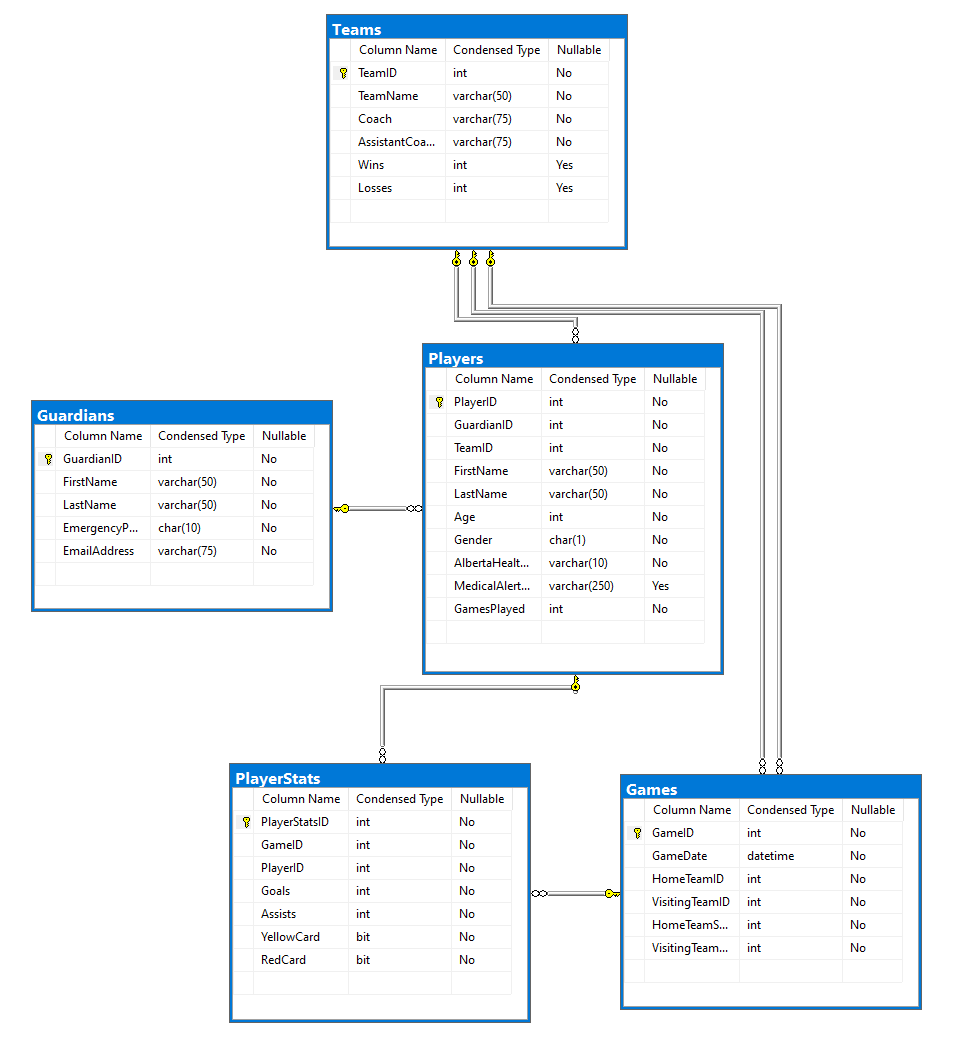 Teams
Column Name Condensed Type Nullable
TeamID int No
TeamName varchar(50) No
Coach varchar(75) No
AssistantCoa... varchar(75) No
Wins int Yes
Losses int Yes
Players
Column Name Condensed Type Nullable
PlayerID int No
GuardianID int No
TeamID int No
FirstName varchar(50) No
LastName varchar(50) No
Age int No
Gender char(1) No
AlbertaHealt... varchar(10) No
MedicalAlert... varchar(250) Yes
GamesPlayed int No
Guardians
Column Name Condensed Type Nullable
GuardianID int No
FirstName varchar(50) No
LastName varchar(50) No
EmergencyP... char(10) No
EmailAddress varchar(75) No
PlayerStats
Column Name Condensed Type Nullable
PlayerStatsID int No
GameID int No
PlayerID int No
Goals int No
Assists int No
YellowCard bit No
RedCard bit No
Games
Column Name Condensed Type Nullable
GameID int No
GameDate datetime No
HomeTeamID int No
VisitingTeamID int No
HomeTeamS... int No
VisitingTeam... int No